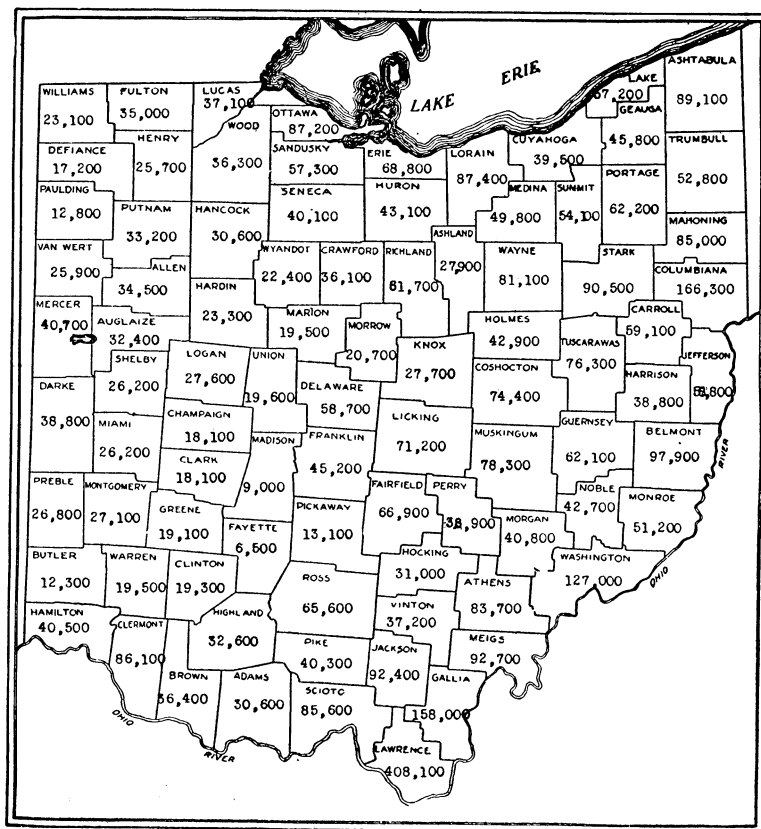 LAKE ERIE
WILLIAMS
23,100
FULTON
35,000
LUCAS
37,100
WOOD
36,300
OTTAWA
87,200
SANDUSKY
57,300
ERIE
68,800
LORAIN
87,400
CUYAHOGA
39,500
LAKE
37,200
GEAUGA
45,800
ASHTABULA
89,100
TRUMBULL
52,800
DEFIANCE
17,200
HENRY
25,700
PAULDING
12,800
PUTNAM
33,200
HANCOCK
30,600
SENECA
40,100
HURON
43,100
MEDINA
49,800
SUMMIT
54,100
PORTAGE
62,200
MAHONING
85,000
VAN WERT
25,900
ALLEN
34,500
WYANDOT
22,400
CRAWFORD
36,100
RICHLAND
ASHLAND
27,900
WAYNE
81,100
STARK
90,500
COLUMBIANA
166,300
MERCER
40,700
AUGLAIZE
32,400
HARDIN
23,300
MARION
19,500
MORROW
20,700
KNOX
27,700
HOLMES
42,900
TUSCARAWAS
76,300
CARROLL
59,100
JEFFERSON
SHELBY
26,200
LOGAN
27,600
UNION
19,600
DELAWARE
58,700
COSHOCTON
74,400
HARRISON
38,800
DARKE
38,800
MIAMI
26,200
CHAMPAIGN
18,100
CLARK
18,100
MADISON
9,000
FRANKLIN
45,200
LICKING
71,200
MUSKINGUM
78,300
GUERNSEY
62,100
BELMONT
97,900
PREBLE
26,800
MONTGOMERY
27,100
GREENE
19,100
FAYETTE
6,500
PICKAWAY
13,100
FAIRFIELD
66,900
PERRY
38,900
MORGAN
40,800
NOBLE
42,700
MONROE
51,200
BUTLER
12,300
WARREN
19,500
CLINTON
19,300
ROSS
65,600
HOCKING
31,000
ATHENS
83,700
WASHINGTON
127,000
HAMILTON
40,500
CLERMONT
86,100
HIGHLAND
32,600
PIKE
40,300
VINTON
37,200
JACKSON
92,400
MEIGS
92,700
BROWN
36,400
ADAMS
30,600
SCIOTO
85,600
GALLIA
158,000
LAWRENCE
408,100
OHIO RIVER
OHIO RIVER